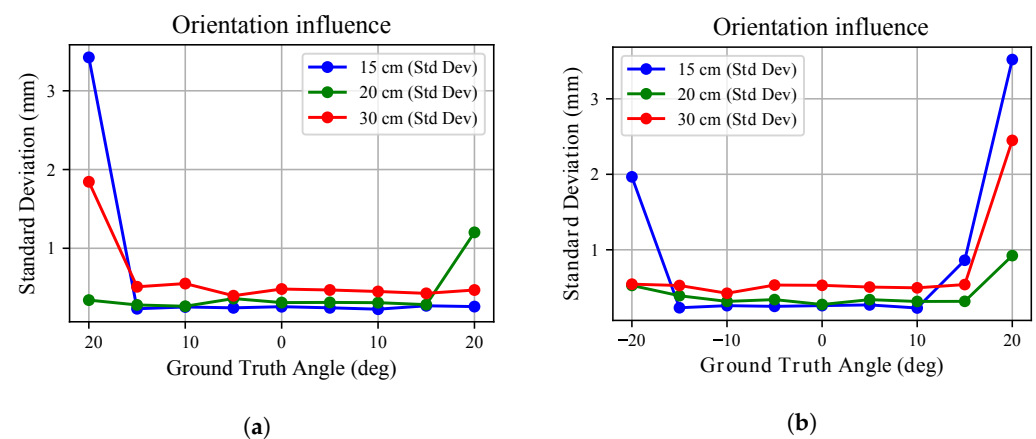 Orientation influence
15 cm (Std Dev)
20 cm (Std Dev)
30 cm (Std Dev)
Standard Deviation (mm)
3
2
1
20
10
0
10
20
Ground Truth Angle (deg)
(a)
Orientation influence
15 cm (Std Dev)
20 cm (Std Dev)
30 cm (Std Dev)
Standard Deviation (mm)
3
2
1
−20
−10
0
10
20
Ground Truth Angle (deg)
(b)